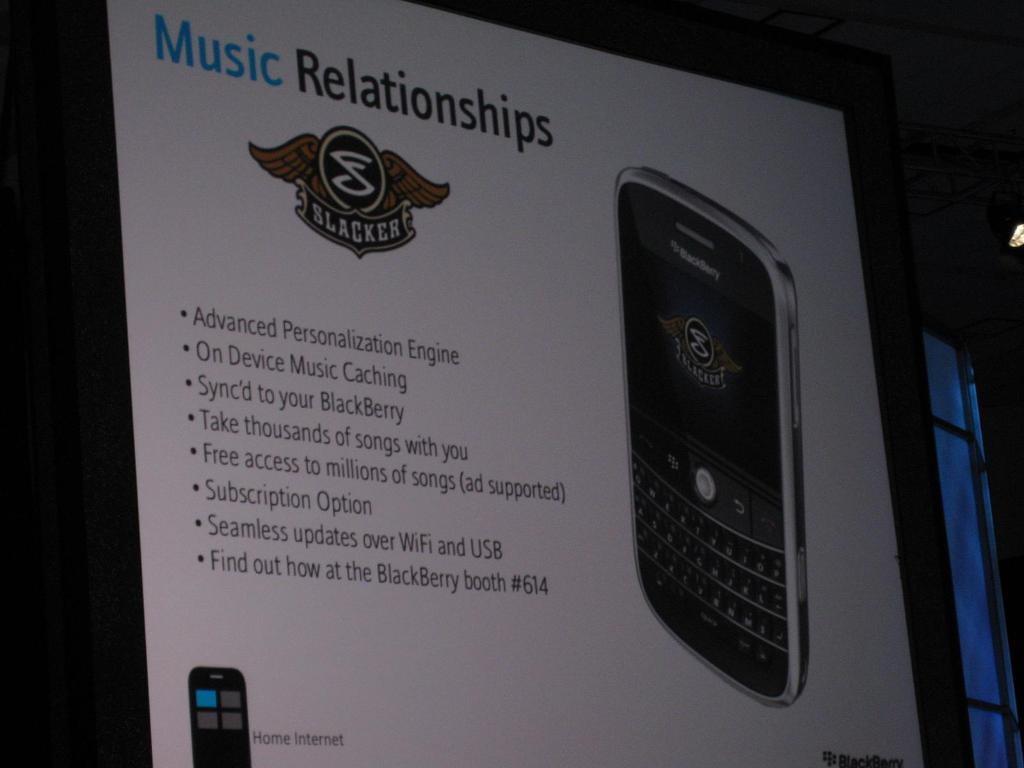 Music Relationships
SLACKER
• Advanced Personalization Engine
• On Device Music Caching
• Sync'd to your BlackBerry
• Take thousands of songs with you
• Free access to millions of songs (ad supported)
• Subscription Option
• Seamless updates over WiFi and USB
• Find out how at the BlackBerry booth #614
BlackBerry
SLACKER
Home Internet
BlackBerry